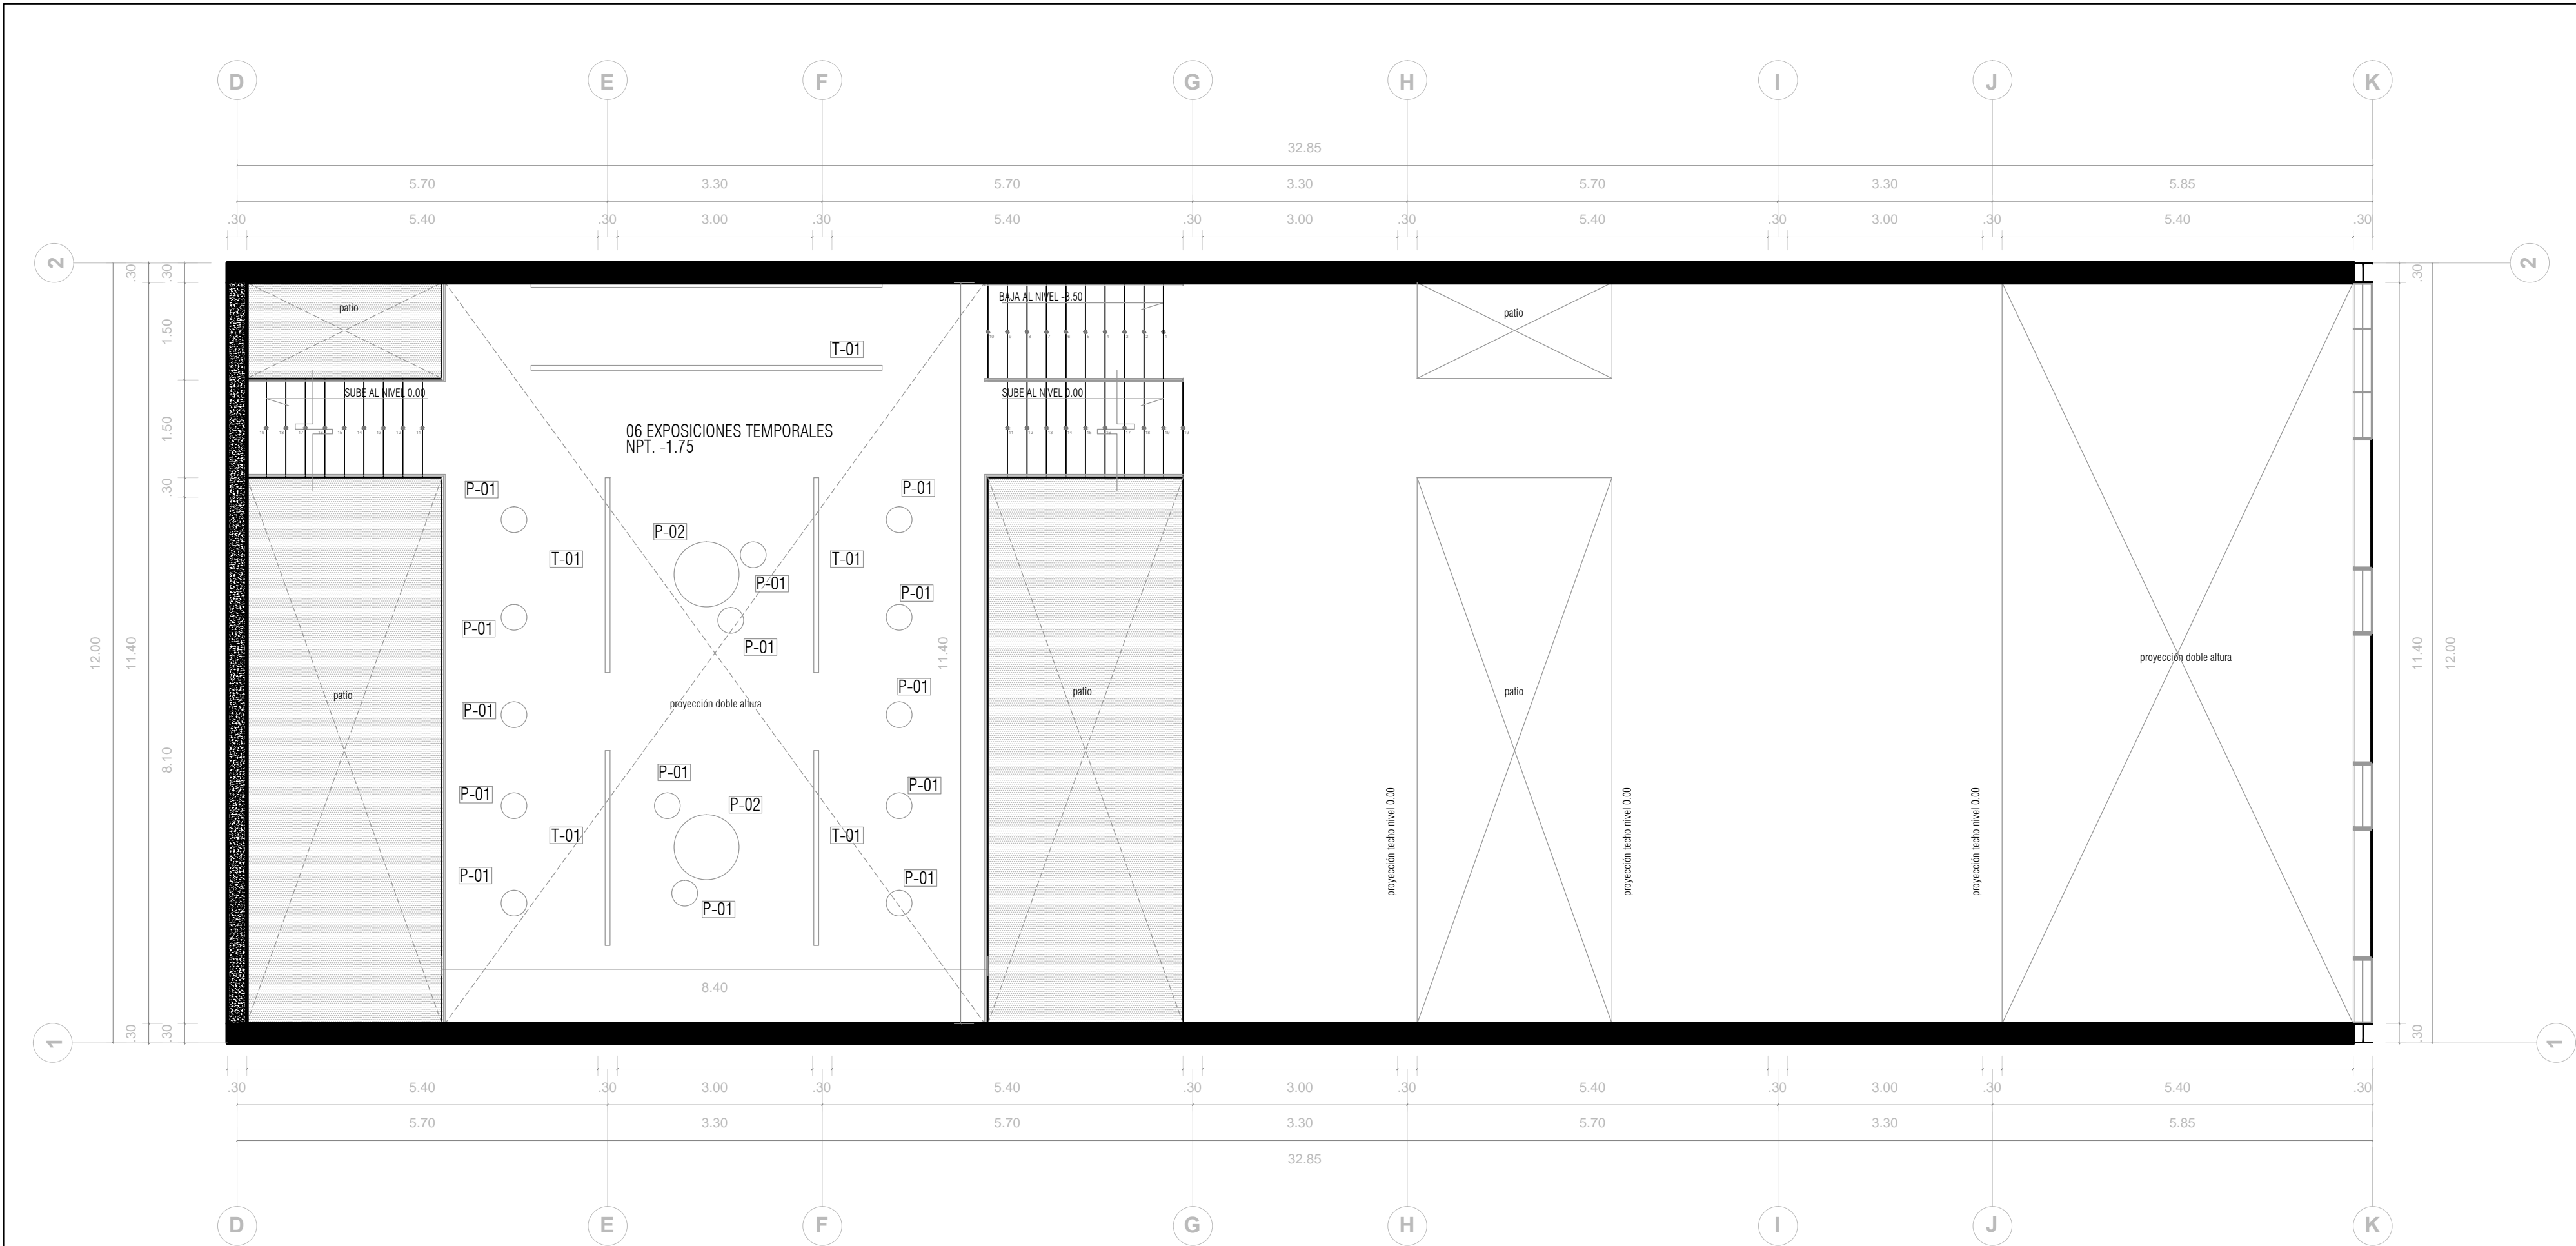 D E F G H I J K
32.85
5.70 3.30 5.70 3.30 5.70 3.30 5.85
.30 5.40 .30 3.00 .30 5.40 .30 3.00 .30 5.40 .30 3.00 .30 5.40 .30
2
2
.30
.30
.30
1.50
1.50
.30
12.00
11.40
8.10
.30
.30
11.40
12.00
.30
1
1
patio
BAJA AL NIVEL -3.50
patio
T-01
SUBE AL NIVEL 0.00
SUBE AL NIVEL 0.00
06 EXPOSICIONES TEMPORALES
NPT. -1.75
P-01
P-01
P-02
T-01
T-01
P-01
P-01
P-01
P-01
11.40
P-01
P-01
patio
proyección doble altura
patio
patio
proyección doble altura
P-01
P-01
P-01
P-02
P-01
T-01
T-01
P-01
P-01
P-01
8.40
proyección techo nivel 0.00
proyección techo nivel 0.00
proyección techo nivel 0.00
.30 5.40 .30 3.00 .30 5.40 .30 3.00 .30 5.40 .30 3.00 .30 5.40 .30
5.70 3.30 5.70 3.30 5.70 3.30 5.85
32.85
D E F G H I J K